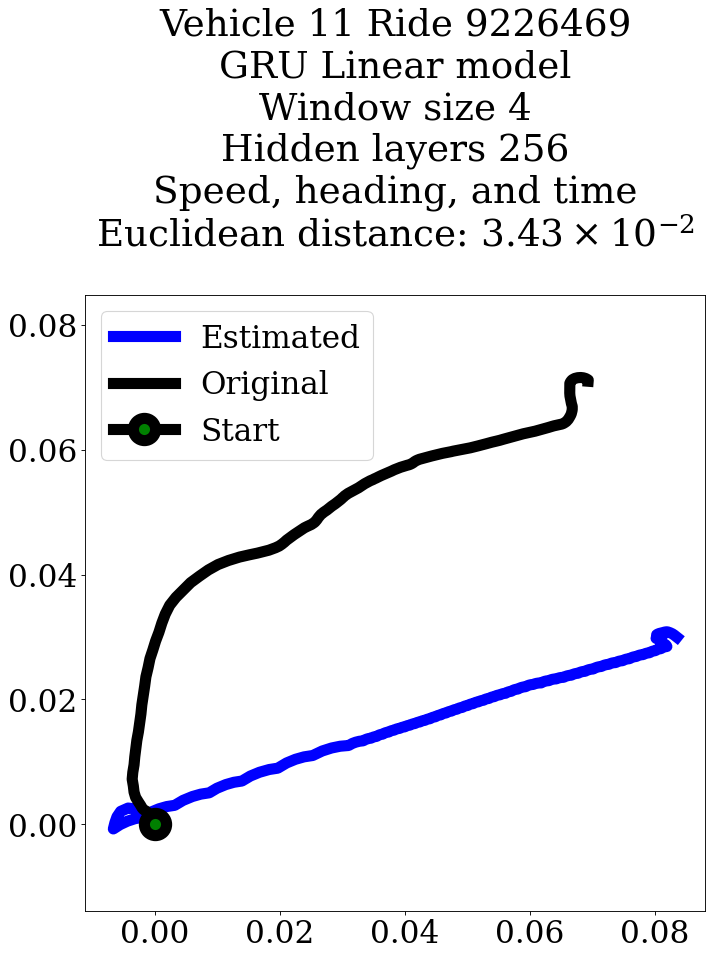 Vehicle 11 Ride 9226469
GRU Linear model
Window size 4
Hidden layers 256
Speed, heading, and time
Euclidean distance: 3.43 × 10⁻²
Estimated
Original
Start
0.08
0.06
0.04
0.02
0.00
0.00 0.02 0.04 0.06 0.08